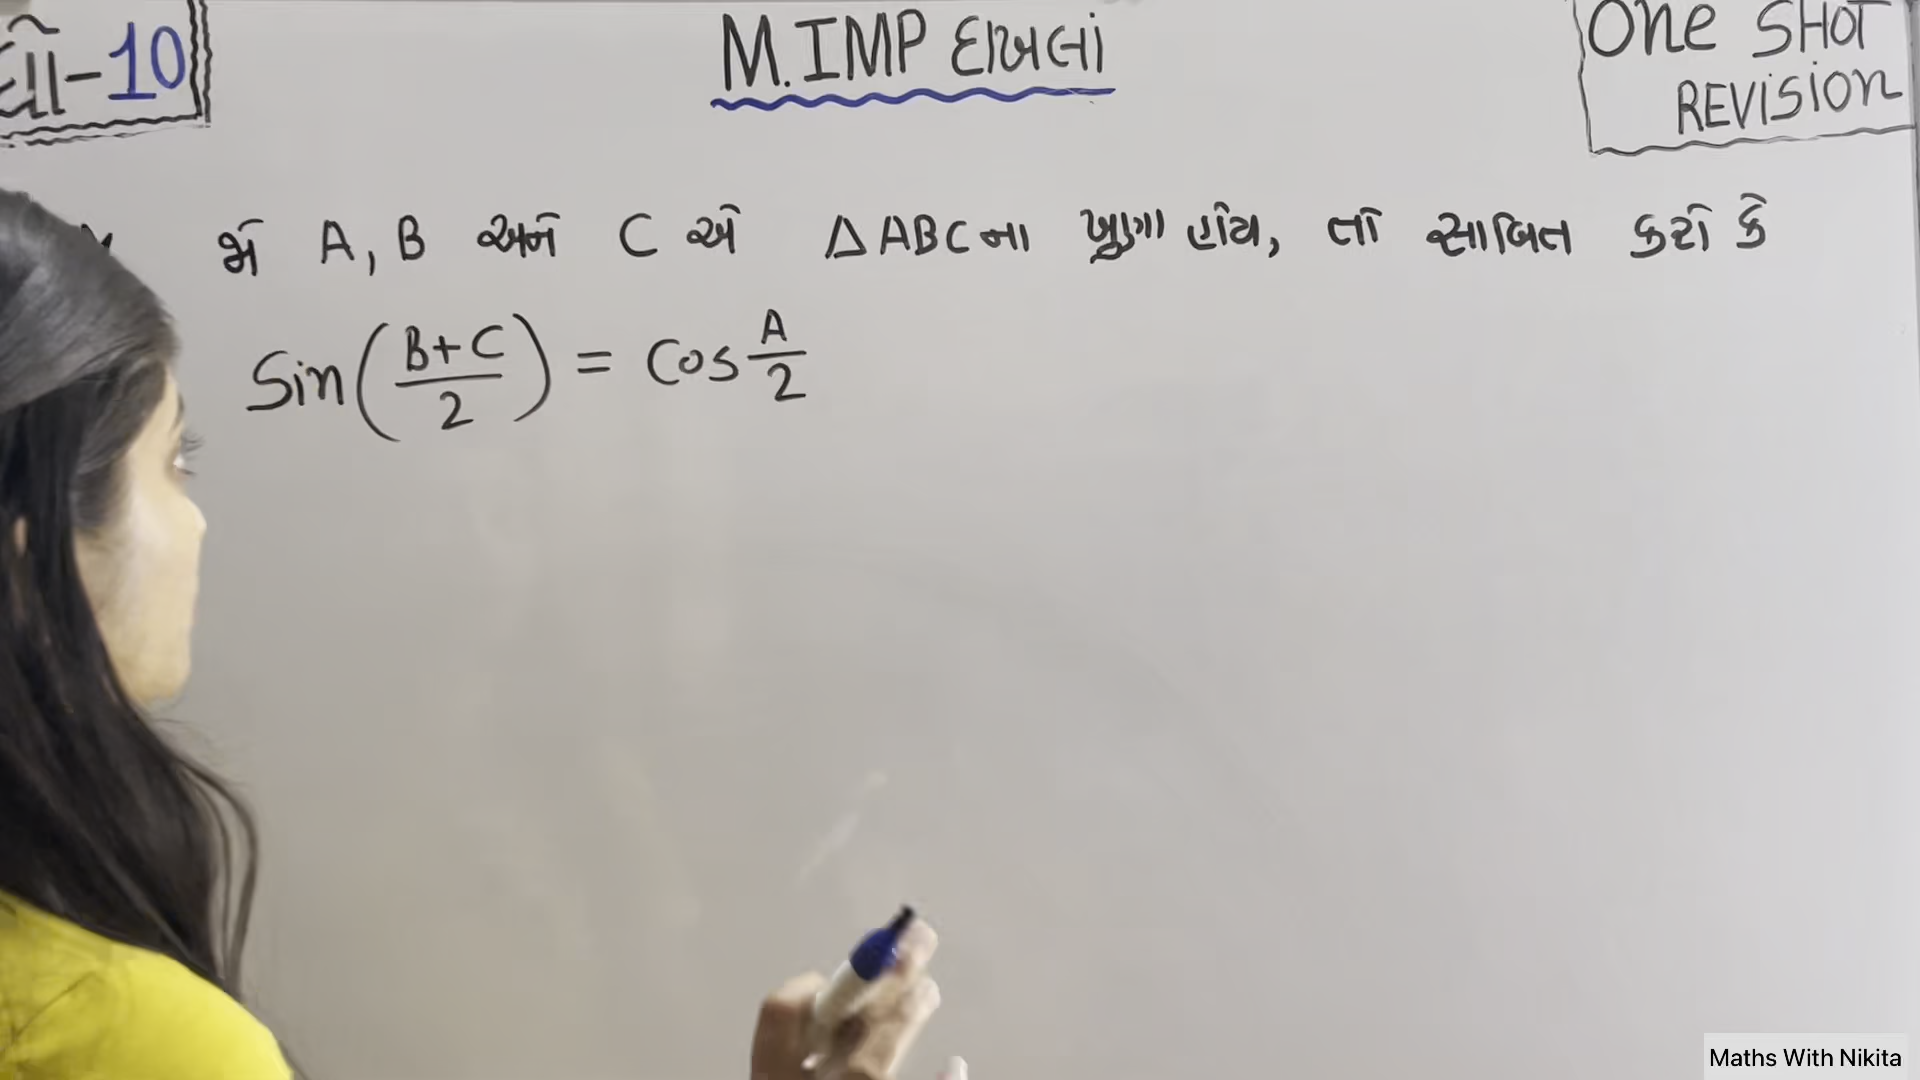 ધો-10
M.IMP દાખલા
One SHOT
REVISION
જો A, B અને C એ ΔABC ના ખૂણા હોય, તો સાબિત કરો કે
Sin((B+C)/2) = Cos A/2
Maths With Nikita